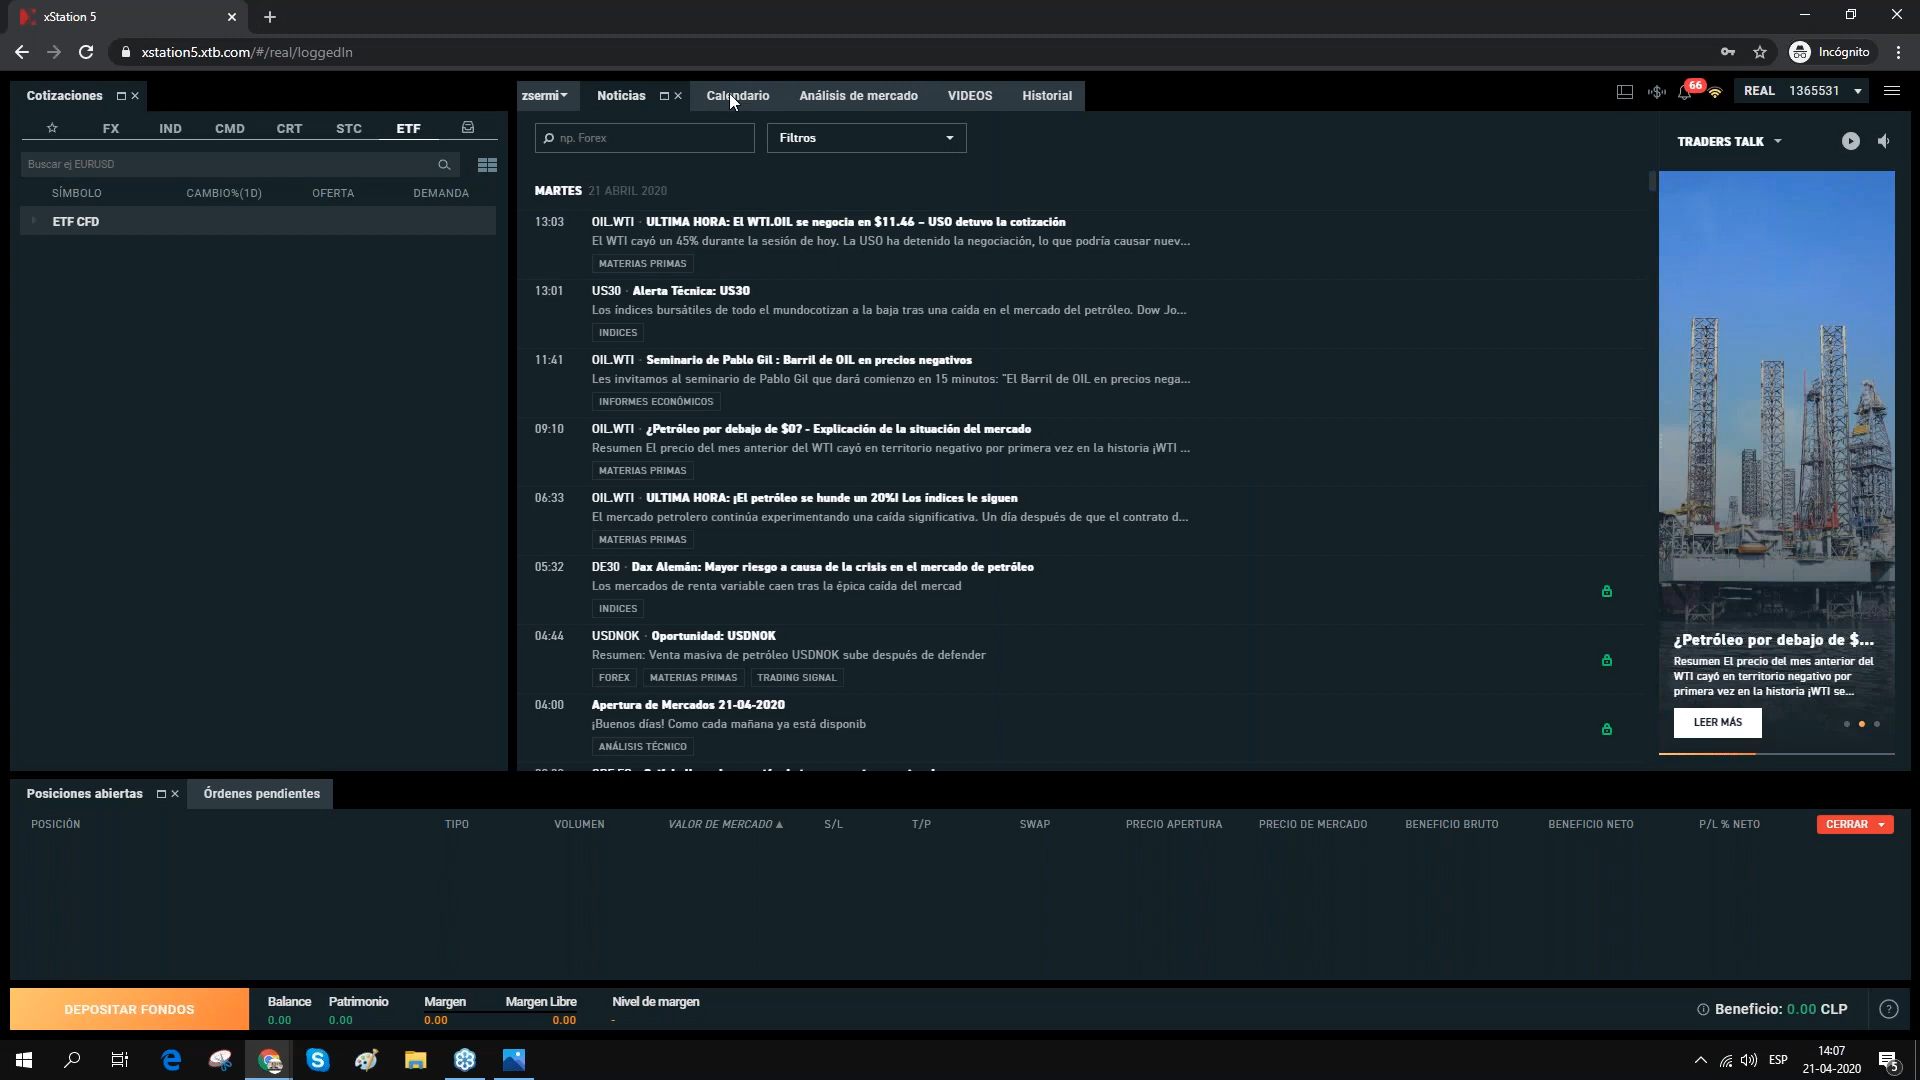 xStation 5
xstation5.xtb.com/#/real/loggedIn
Incógnito
Cotizaciones
zsermi
Noticias
Calendario
Análisis de mercado
VIDEOS
Historial
66
REAL 1365531
FX IND CMD CRT STC ETF
Buscar ej EURUSD
SÍMBOLO CAMBIO%(1D) OFERTA DEMANDA
ETF CFD
np. Forex
Filtros
MARTES 21 ABRIL 2020
13:03 OIL.WTI · ULTIMA HORA: El WTI.OIL se negocia en $11.46 – USO detuvo la cotización
El WTI cayó un 45% durante la sesión de hoy. La USO ha detenido la negociación, lo que podría causar nuev...
MATERIAS PRIMAS
13:01 US30 · Alerta Técnica: US30
Los índices bursátiles de todo el mundocotizan a la baja tras una caída en el mercado del petróleo. Dow Jo...
INDICES
11:41 OIL.WTI · Seminario de Pablo Gil : Barril de OIL en precios negativos
Les invitamos al seminario de Pablo Gil que dará comienzo en 15 minutos: "El Barril de OIL en precios nega...
INFORMES ECONÓMICOS
09:10 OIL.WTI · ¿Petróleo por debajo de $0? - Explicación de la situación del mercado
Resumen El precio del mes anterior del WTI cayó en territorio negativo por primera vez en la historia ¡WTI ...
MATERIAS PRIMAS
06:33 OIL.WTI · ULTIMA HORA: ¡El petróleo se hunde un 20%! Los índices le siguen
El mercado petrolero continúa experimentando una caída significativa. Un día después de que el contrato d...
MATERIAS PRIMAS
05:32 DE30 · Dax Alemán: Mayor riesgo a causa de la crisis en el mercado de petróleo
Los mercados de renta variable caen tras la épica caída del mercad
INDICES
04:44 USDNOK · Oportunidad: USDNOK
Resumen: Venta masiva de petróleo USDNOK sube después de defender
FOREX MATERIAS PRIMAS TRADING SIGNAL
04:00 Apertura de Mercados 21-04-2020
¡Buenos días! Como cada mañana ya está disponib
ANÁLISIS TÉCNICO
TRADERS TALK
¿Petróleo por debajo de $...
Resumen El precio del mes anterior del
WTI cayó en territorio negativo por
primera vez en la historia ¡WTI se...
LEER MÁS
Posiciones abiertas
Órdenes pendientes
POSICIÓN TIPO VOLUMEN VALOR DE MERCADO ▲ S/L T/P SWAP PRECIO APERTURA PRECIO DE MERCADO BENEFICIO BRUTO BENEFICIO NETO P/L % NETO CERRAR
DEPOSITAR FONDOS
Balance Patrimonio Margen Margen Libre Nivel de margen
0.00 0.00 0.00 0.00 -
Beneficio: 0.00 CLP
?
ESP
14:07
21-04-2020
5